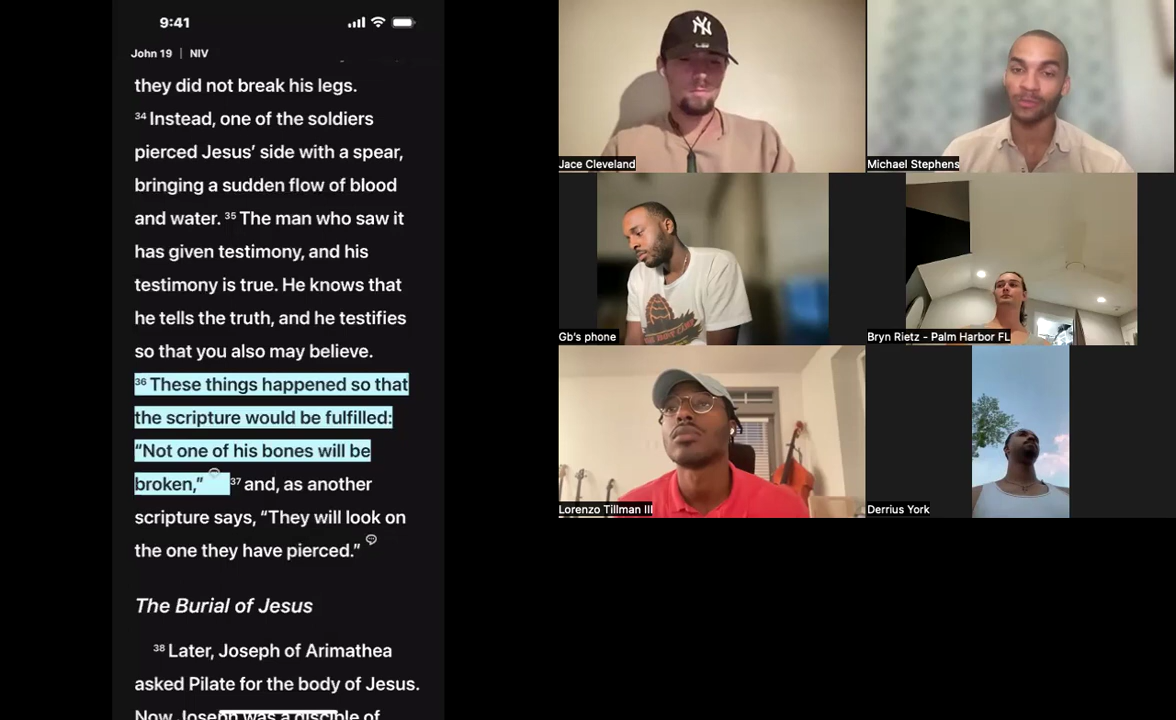 9:41
John 19 | NIV
they did not break his legs.
34 Instead, one of the soldiers
pierced Jesus’ side with a spear,
bringing a sudden flow of blood
and water. 35 The man who saw it
has given testimony, and his
testimony is true. He knows that
he tells the truth, and he testifies
so that you also may believe.
36 These things happened so that
the scripture would be fulfilled:
“Not one of his bones will be
broken,” 37 and, as another
scripture says, “They will look on
the one they have pierced.”
The Burial of Jesus
38 Later, Joseph of Arimathea
asked Pilate for the body of Jesus.
Now Joseph was a disciple of
NY
Jace Cleveland
Michael Stephens
Gb's phone
Bryn Rietz - Palm Harbor FL
Lorenzo Tillman III
Derrius York